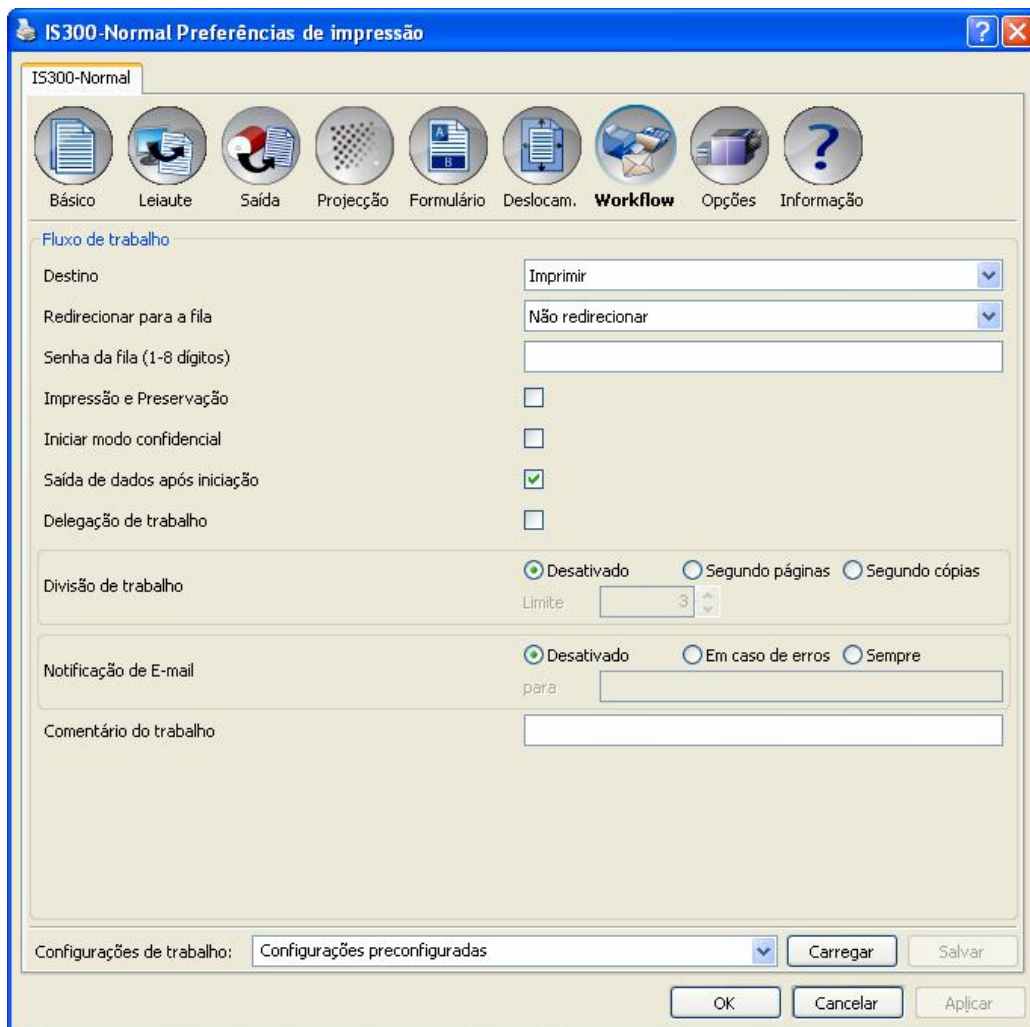 IS300-Normal Preferências de impressão
IS300-Normal
Básico Leiaute Saída Projecção Formulário Deslocam. Workflow Opções Informação
Fluxo de trabalho
Destino Imprimir
Redirecionar para a fila Não redirecionar
Senha da fila (1-8 dígitos)
Impressão e Preservação
Iniciar modo confidencial
Saída de dados após iniciação
Delegação de trabalho
Divisão de trabalho Desativado Segundo páginas Segundo cópias
Limite 3
Notificação de E-mail Desativado Em caso de erros Sempre
para
Comentário do trabalho
Configurações de trabalho: Configurações preconfiguradas Carregar Salvar
OK Cancelar Aplicar